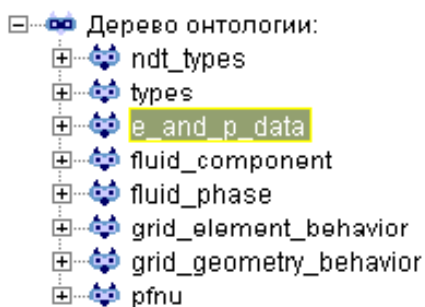 Дерево онтологии:
ndt_types
types
e_and_p_data
fluid_component
fluid_phase
grid_element_behavior
grid_geometry_behavior
pfnu